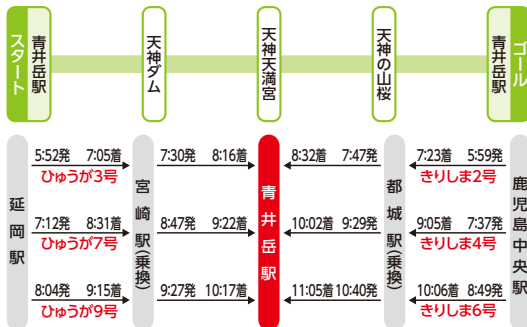 スタート
青井岳駅
天神ダム
天神天満宮
天神の山桜
青井岳駅
ゴール
延岡駅
5:52発 7:05着
ひゅうが3号
7:12発 8:31着
ひゅうが7号
8:04発 9:15着
ひゅうが9号
宮崎駅(乗換)
7:30発 8:16着
8:47発 9:22着
9:27発 10:17着
青井岳駅
8:32着 7:47発
10:02着 9:29発
11:05着 10:40発
都城駅(乗換)
7:23着 5:59発
きりしま2号
9:05着 7:37発
きりしま4号
10:06着 8:49発
きりしま6号
鹿児島中央駅